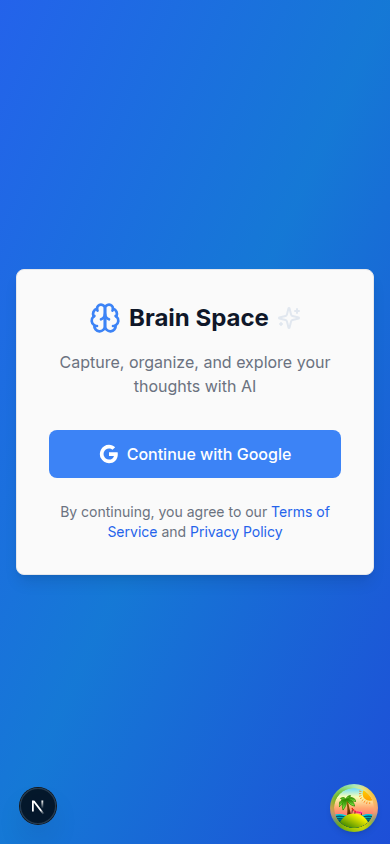 Brain Space
Capture, organize, and explore your
thoughts with AI
Continue with Google
By continuing, you agree to our Terms of
Service and Privacy Policy
N